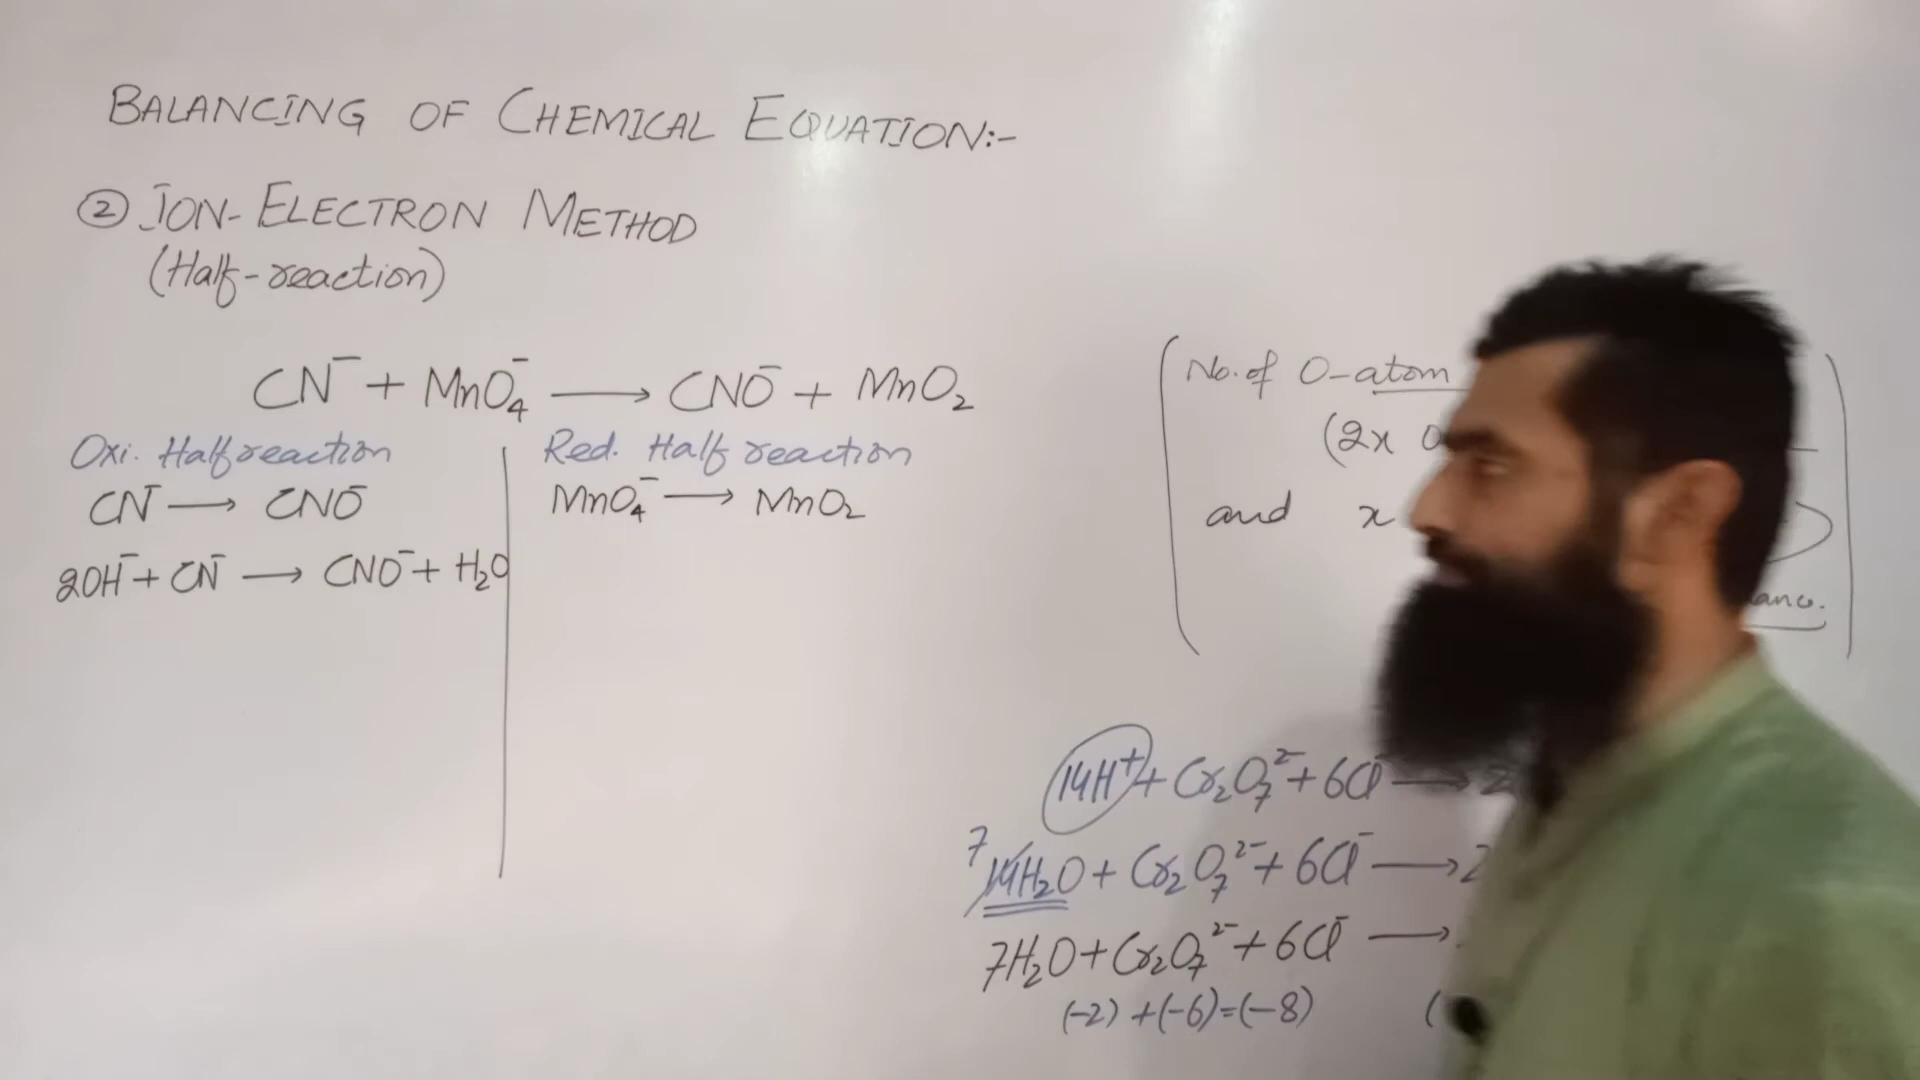 BALANCING OF CHEMICAL EQUATION:-
② ION-ELECTRON METHOD
(Half-reaction)
CN⁻ + MnO₄⁻ ⟶ CNO⁻ + MnO₂
Oxi. Half reaction
CN⁻ ⟶ CNO⁻
2OH⁻ + CN⁻ ⟶ CNO⁻ + H₂O
Red. Half reaction
MnO₄⁻ ⟶ MnO₂
No. of O-atom
(2x
and x
14H⁺ + Cr₂O₇²⁻ + 6Cl⁻ ⟶ 2
7
14H₂O + Cr₂O₇²⁻ + 6Cl⁻ ⟶ 2
7H₂O + Cr₂O₇²⁻ + 6Cl⁻ ⟶
(-2) + (-6) = (-8) (